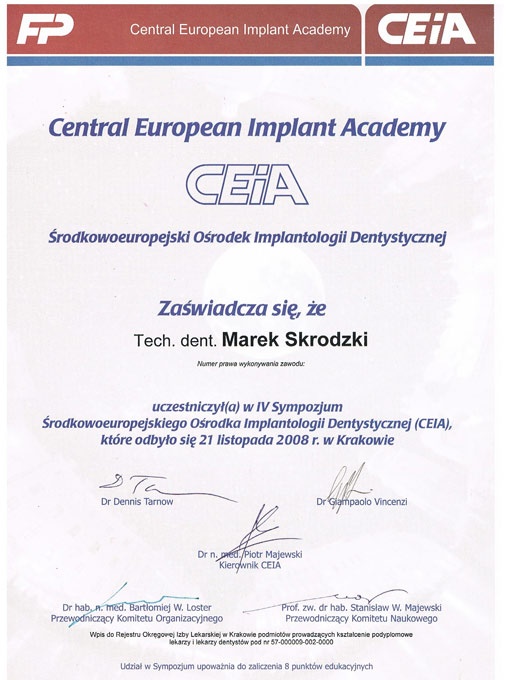 FP Central European Implant Academy CEiA
Central European Implant Academy
CEiA
Środkowoeuropejski Ośrodek Implantologii Dentystycznej
Zaświadcza się, że
Tech. dent. Marek Skrodzki
Numer prawa wykonywania zawodu:
uczestniczył(a) w IV Sympozjum
Środkowoeuropejskiego Ośrodka Implantologii Dentystycznej (CEIA),
które odbyło się 21 listopada 2008 r. w Krakowie
Dr Dennis Tarnow
Dr Giampaolo Vincenzi
Dr n. med. Piotr Majewski
Kierownik CEIA
Dr hab. n. med. Bartłomiej W. Loster
Przewodniczący Komitetu Organizacyjnego
Prof. zw. dr hab. Stanisław W. Majewski
Przewodniczący Komitetu Naukowego
Wpis do Rejestru Okręgowej Izby Lekarskiej w Krakowie podmiotów prowadzących kształcenie podyplomowe
lekarzy i lekarzy dentystów pod nr 57-000009-002-0000
Udział w Sympozjum upoważnia do zaliczenia 8 punktów edukacyjnych